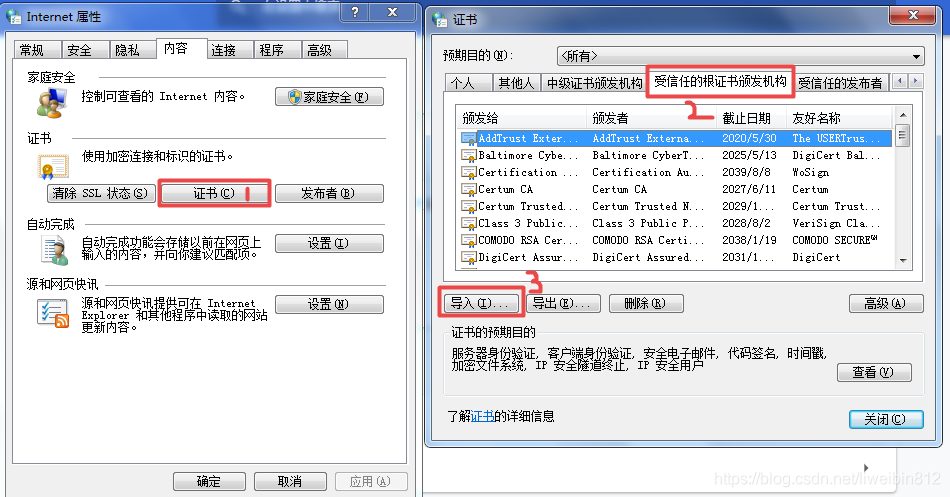 Internet 属性
常规
安全
隐私
内容
连接
程序
高级
家庭安全
控制可查看的 Internet 内容。
家庭安全(F)
证书
使用加密连接和标识的证书。
清除 SSL 状态(S)
证书(C)
1
发布者(B)
自动完成
自动完成功能会存储以前在网页上
输入的内容，并向你建议匹配项。
设置(I)
源和网页快讯
源和网页快讯提供可在 Internet
Explorer 和其他程序中读取的网站
更新内容。
设置(N)
确定
取消
应用(A)
证书
预期目的(N):
<所有>
个人
其他人
中级证书颁发机构
受信任的根证书颁发机构
受信任的发布者
2
颁发给
颁发者
截止日期
友好名称
AddTrust Exter...
AddTrust Externa...
2020/5/30
The USERTrus...
Baltimore Cybe...
Baltimore CyberT...
2025/5/13
DigiCert Bal...
Certification ...
Certification Au...
2039/8/8
WoSign
Certum CA
Certum CA
2027/6/11
Certum
Certum Trusted ...
Certum Trusted N...
2029/1...
Certum Trust...
Class 3 Public...
Class 3 Public P...
2028/8/2
VeriSign Cla...
COMODO RSA Cer...
COMODO RSA Certi...
2038/1/19
COMODO SECURE™
DigiCert Assur...
DigiCert Assured...
2031/1...
DigiCert
3
导入(I)...
导出(E)...
删除(R)
高级(A)
证书的预期目的
服务器身份验证, 客户端身份验证, 安全电子邮件, 代码签名, 时间戳,
加密文件系统, IP 安全隧道终止, IP 安全用户
查看(V)
了解证书的详细信息
关闭(C)
https://blog.csdn.net/liweibin812